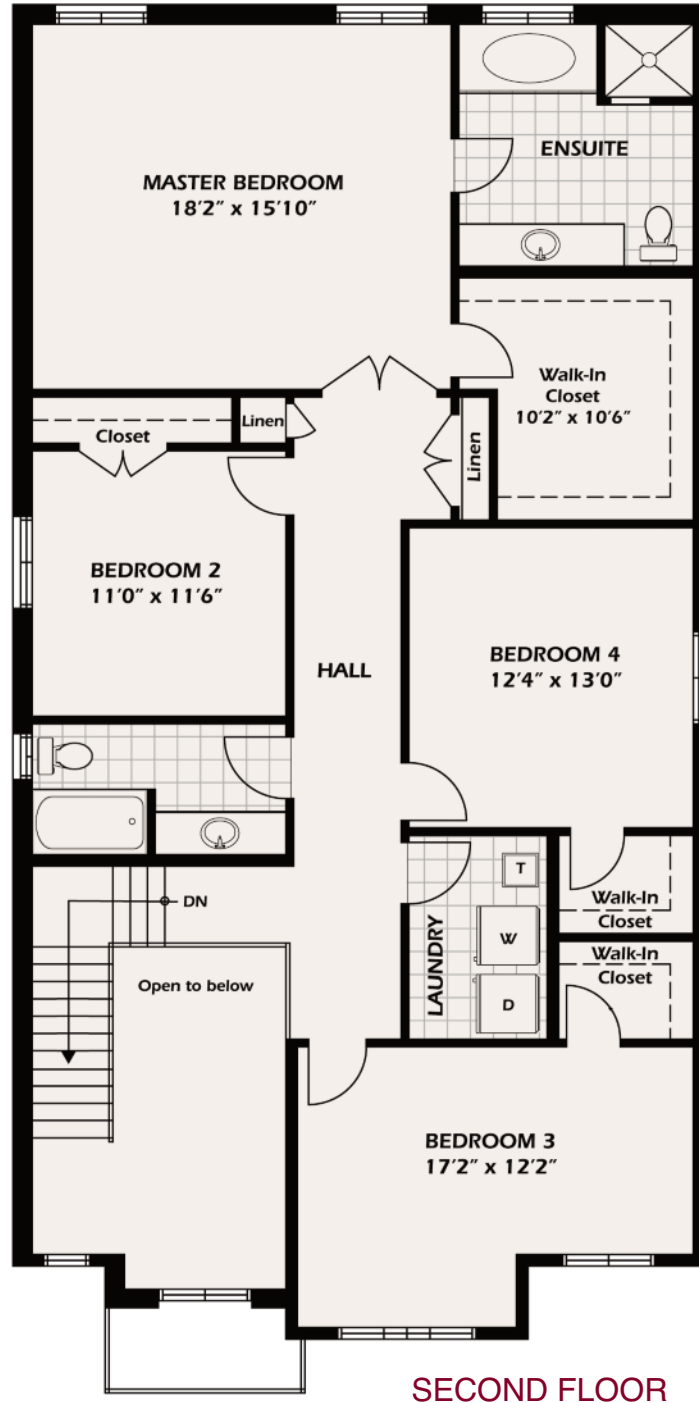 ENSUITE
MASTER BEDROOM
18'2" x 15'10"
Walk-In
Closet
10'2" x 10'6"
Linen
Closet
Linen
BEDROOM 2
11'0" x 11'6"
HALL
BEDROOM 4
12'4" x 13'0"
T
DN
Walk-In
Closet
LAUNDRY
W
Walk-In
Closet
Open to below
D
BEDROOM 3
17'2" x 12'2"
SECOND FLOOR